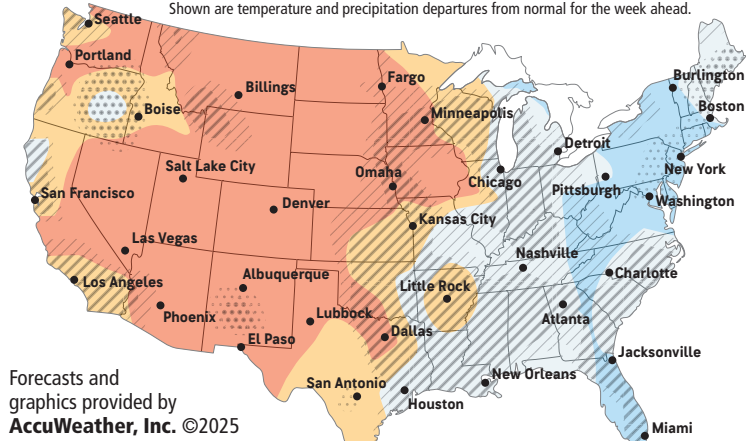 Shown are temperature and precipitation departures from normal for the week ahead.
Seattle
Portland
Billings
Fargo
Burlington
Boise
Minneapolis
Boston
Detroit
Salt Lake City
Omaha
Chicago
New York
Pittsburgh
San Francisco
Denver
Washington
Kansas City
Las Vegas
Nashville
Albuquerque
Charlotte
Los Angeles
Little Rock
Phoenix
Lubbock
Atlanta
Dallas
El Paso
Jacksonville
San Antonio
New Orleans
Houston
Miami
Forecasts and
graphics provided by
AccuWeather, Inc. ©2025